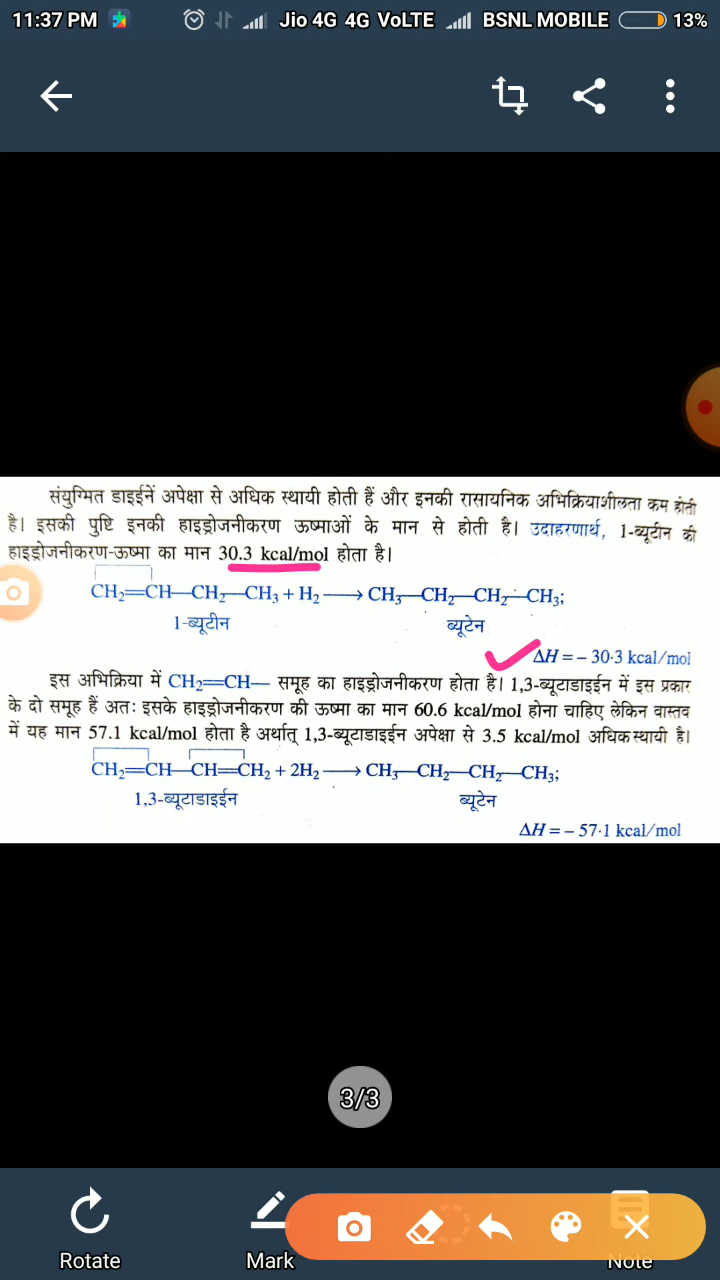 11:37 PM Jio 4G 4G VoLTE BSNL MOBILE 13%
संयुग्मित डाइईनें अपेक्षा से अधिक स्थायी होती हैं और इनकी रासायनिक अभिक्रियाशीलता कम होती
है। इसकी पुष्टि इनकी हाइड्रोजनीकरण ऊष्माओं के मान से होती है। उदाहरणार्थ, 1-ब्यूटीन की
हाइड्रोजनीकरण-ऊष्मा का मान 30.3 kcal/mol होता है।
CH₂=CH—CH₂—CH₃ + H₂ ⟶ CH₃—CH₂—CH₂—CH₃;
1-ब्यूटीन ब्यूटेन
ΔH = – 30·3 kcal/mol
इस अभिक्रिया में CH₂=CH— समूह का हाइड्रोजनीकरण होता है। 1,3-ब्यूटाडाइईन में इस प्रकार
के दो समूह हैं अतः इसके हाइड्रोजनीकरण की ऊष्मा का मान 60.6 kcal/mol होना चाहिए लेकिन वास्तव
में यह मान 57.1 kcal/mol होता है अर्थात् 1,3-ब्यूटाडाइईन अपेक्षा से 3.5 kcal/mol अधिक स्थायी है।
CH₂=CH—CH=CH₂ + 2H₂ ⟶ CH₃—CH₂—CH₂—CH₃;
1,3-ब्यूटाडाइईन ब्यूटेन
ΔH = – 57·1 kcal/mol
3/3
Rotate Mark Note